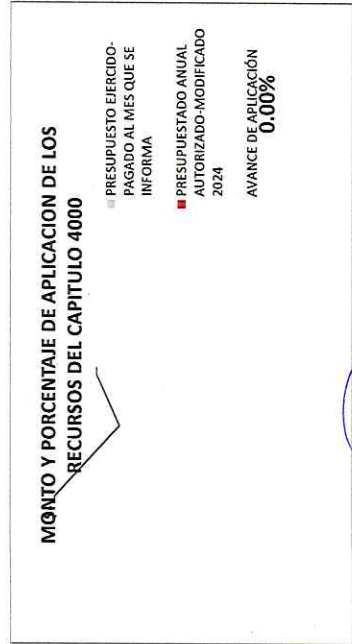 MONTO Y PORCENTAJE DE APLICACION DE LOS
RECURSOS DEL CAPITULO 4000
PRESUPUESTO EJERCIDO-
PAGADO AL MES QUE SE
INFORMA
PRESUPUESTADO ANUAL
AUTORIZADO-MODIFICADO
2024
AVANCE DE APLICACIÓN
0.00%